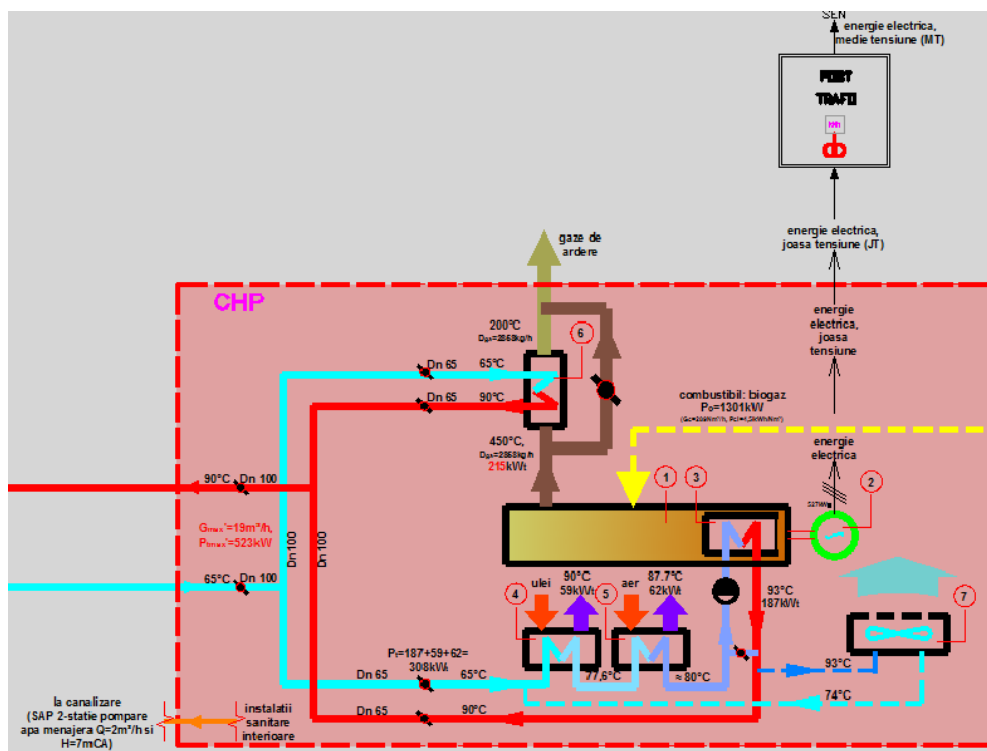 SEN
energie electrica,
medie tensiune (MT)
POST
TRAFO
energie electrica,
joasa tensiune (JT)
gaze de
ardere
CHP
energie
electrica,
joasa
tensiune
200°C
6
Dn 65
65°C
Dn 65
90°C
combustibil: biogaz
450°C,
215kWt
energie
electrica
90°C
Dn 100
1
3
2
Gmax'=19m³/h,
Ptmax'=523kW
Dn 100
Dn 100
65°C
Dn 100
ulei
90°C
59kWt
aer
87.7°C
62kWt
93°C
187kWt
4
5
7
Pt=187+59+62=
308kWt
Dn 65
65°C
77,6°C
≈80°C
93°C
74°C
Dn 65
90°C
la canalizare
(SAP 2-statie pompare
apa menajera Q=2m³/h si
H=7mCA)
instalatii
sanitare
interioare